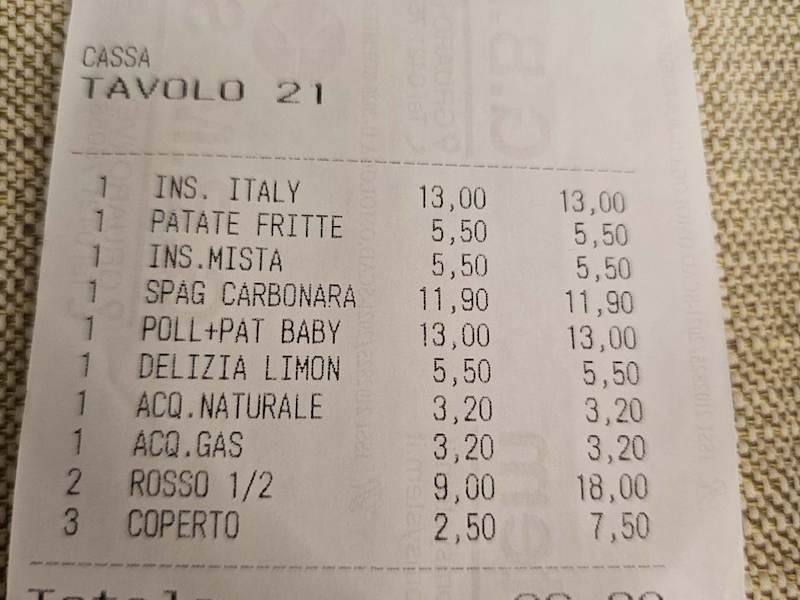 CASSA
TAVOLO 21
1 INS. ITALY 13,00 13,00
1 PATATE FRITTE 5,50 5,50
1 INS.MISTA 5,50 5,50
1 SPAG CARBONARA 11,90 11,90
1 POLL+PAT BABY 13,00 13,00
1 DELIZIA LIMON 5,50 5,50
1 ACQ.NATURALE 3,20 3,20
1 ACQ.GAS 3,20 3,20
2 ROSSO 1/2 9,00 18,00
3 COPERTO 2,50 7,50
Totale